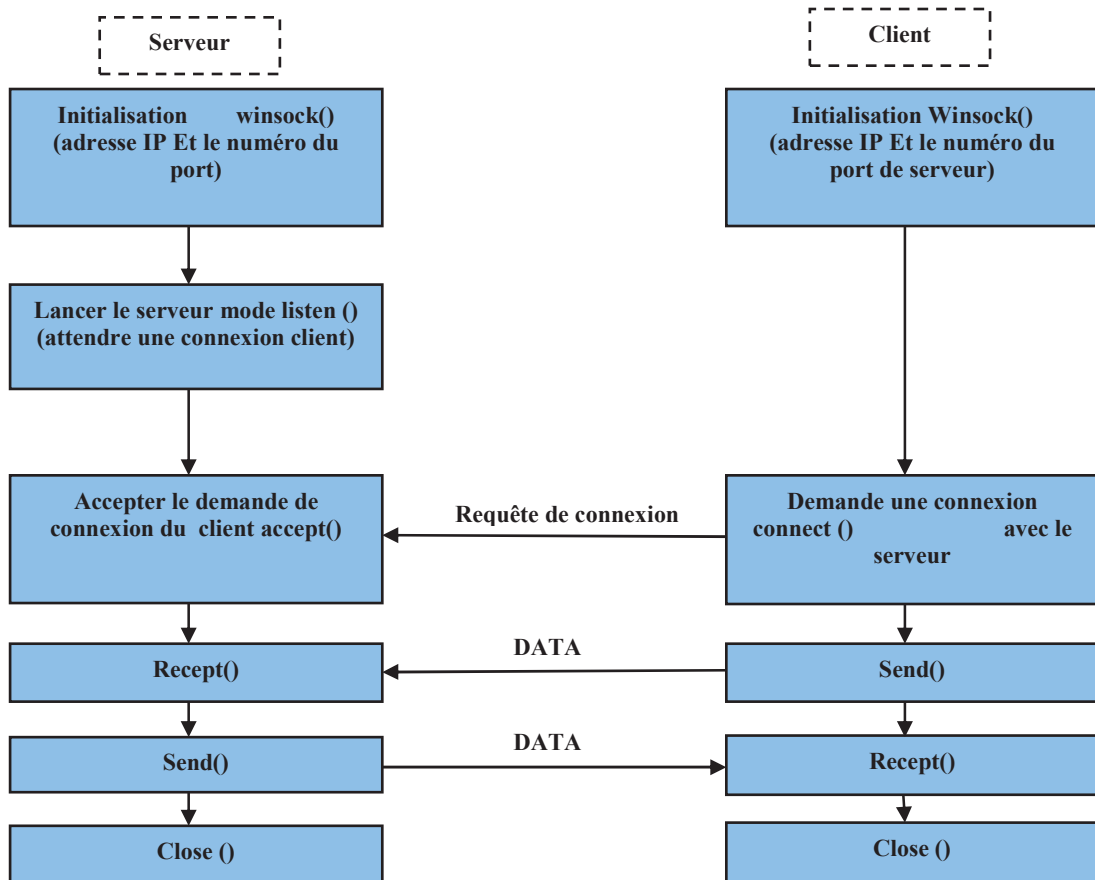 Serveur
Client
Initialisation winsock()
(adresse IP Et le numéro du
port)
Initialisation Winsock()
(adresse IP Et le numéro du
port de serveur)
Lancer le serveur mode listen ()
(attendre une connexion client)
Accepter le demande de
connexion du client accept()
Requête de connexion
Demande une connexion
connect () avec le
serveur
Recept()
DATA
Send()
Send()
DATA
Recept()
Close ()
Close ()